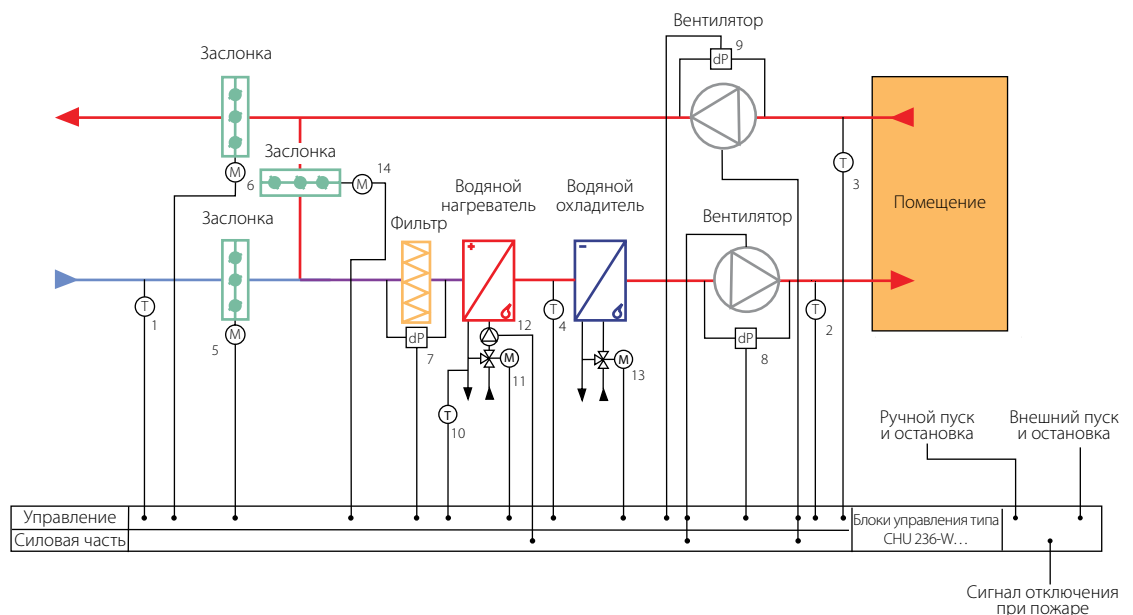 Вентилятор
9
dP
Заслонка
Заслонка
14
M
M
6
T
3
Помещение
Заслонка
Фильтр
Водяной
нагреватель
Водяной
охладитель
Вентилятор
+
-
T
1
M
5
dP
7
12
M
11
T
4
M
13
dP
8
T
2
T
10
Ручной пуск
и остановка
Внешний пуск
и остановка
Управление
Силовая часть
Блоки управления типа
CHU 236-W...
Сигнал отключения
при пожаре